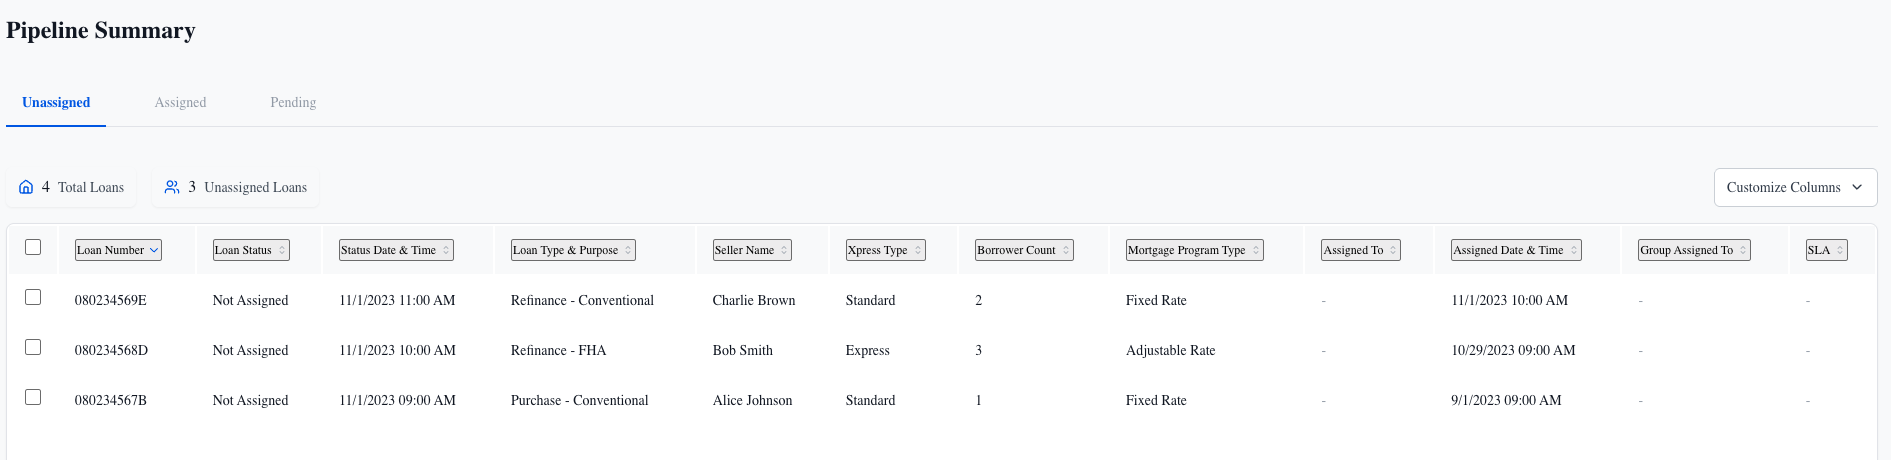 Pipeline Summary
Unassigned Assigned Pending
4 Total Loans 3 Unassigned Loans Customize Columns
Loan Number Loan Status Status Date & Time Loan Type & Purpose Seller Name Xpress Type Borrower Count Mortgage Program Type Assigned To Assigned Date & Time Group Assigned To SLA
080234569E Not Assigned 11/1/2023 11:00 AM Refinance - Conventional Charlie Brown Standard 2 Fixed Rate - 11/1/2023 10:00 AM - -
080234568D Not Assigned 11/1/2023 10:00 AM Refinance - FHA Bob Smith Express 3 Adjustable Rate - 10/29/2023 09:00 AM - -
080234567B Not Assigned 11/1/2023 09:00 AM Purchase - Conventional Alice Johnson Standard 1 Fixed Rate - 9/1/2023 09:00 AM - -